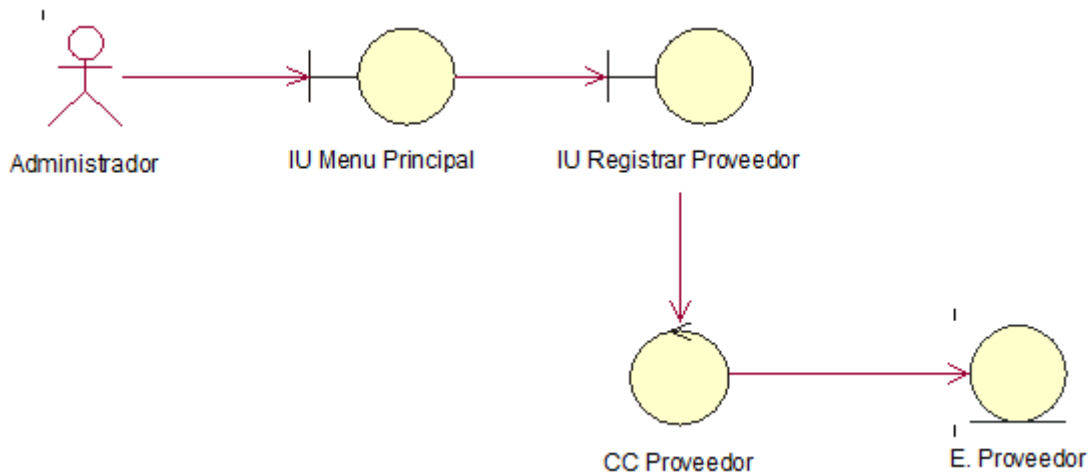 Administrador
IU Menu Principal
IU Registrar Proveedor
CC Proveedor
E. Proveedor